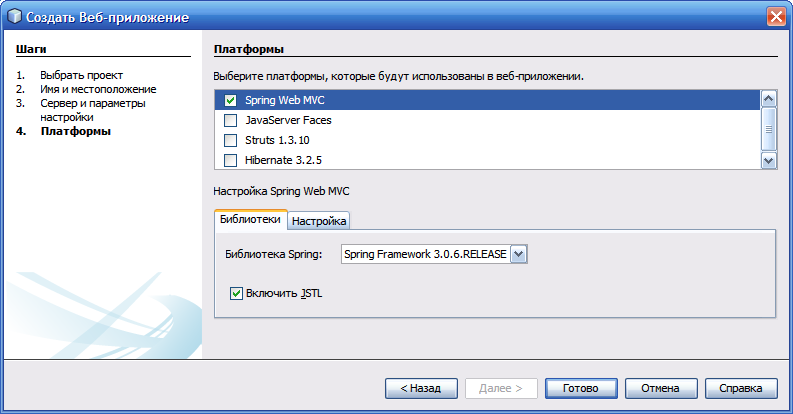 Создать Веб-приложение
Шаги
1. Выбрать проект
2. Имя и местоположение
3. Сервер и параметры
настройки
4. Платформы
Платформы
Выберите платформы, которые будут использованы в веб-приложении.
Spring Web MVC
JavaServer Faces
Struts 1.3.10
Hibernate 3.2.5
Настройка Spring Web MVC
Библиотеки Настройка
Библиотека Spring: Spring Framework 3.0.6.RELEASE
Включить JSTL
< Назад Далее > Готово Отмена Справка